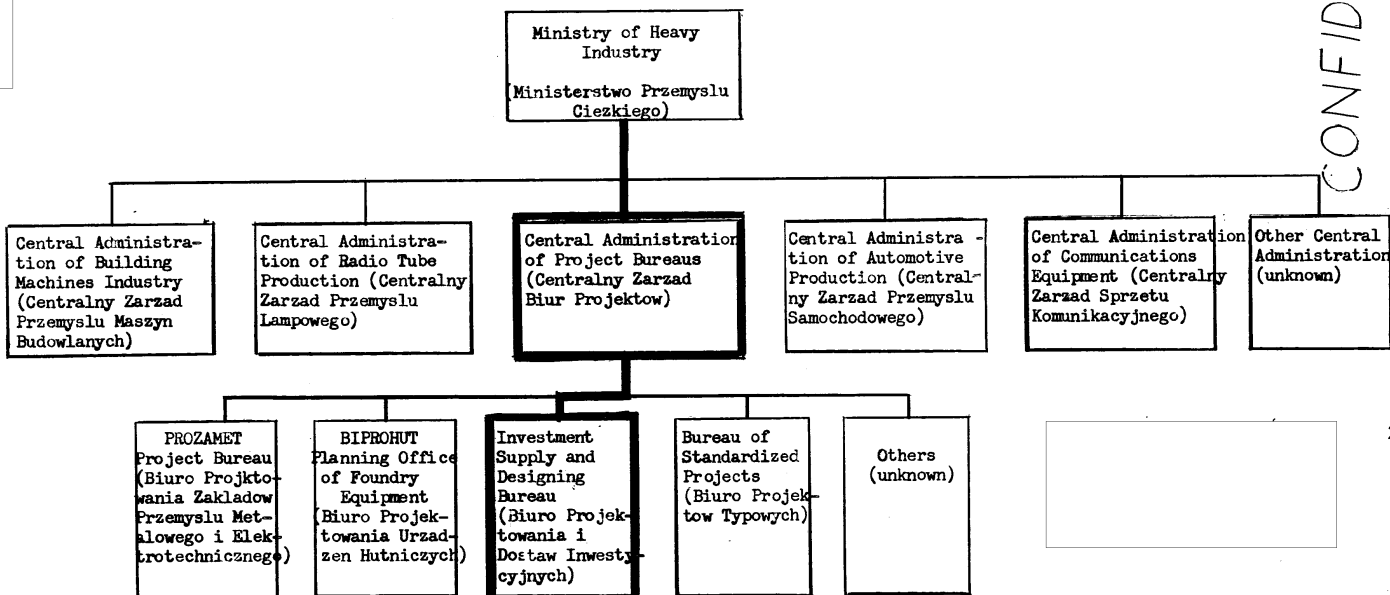 Ministry of Heavy
Industry
(Ministerstwo Przemyslu
Ciezkiego)
CONFID
Central Administra-
tion of Building
Machines Industry
(Centralny Zarzad
Przemyslu Maszyn
Budowlanych)
Central Administra-
tion of Radio Tube
Production (Centralny
Zarzad Przemyslu
Lampowego)
Central Administration
of Project Bureaus
(Centralny Zarzad
Biur Projektow)
Central Administra -
tion of Automotive
Production (Central-
ny Zarzad Przemyslu
Samochodowego)
Central Administration
of Communications
Equipment (Centralny
Zarzad Sprzetu
Komunikacyjnego)
Other Central
Administration
(unknown)
PROZAMET
Project Bureau
(Biuro Projkto-
wania Zakladow
Przemyslu Met-
alowego i Elek-
trotechnicznego)
BIPROHUT
Planning Office
of Foundry
Equipment
(Biuro Projek-
towania Urzad-
zen Hutniczych)
Investment
Supply and
Designing
Bureau
(Biuro Projek-
towania i
Dostaw Inwesty-
cyjnych)
Bureau of
Standardized
Projects
(Biuro Projek-
tow Typowych)
Others
(unknown)